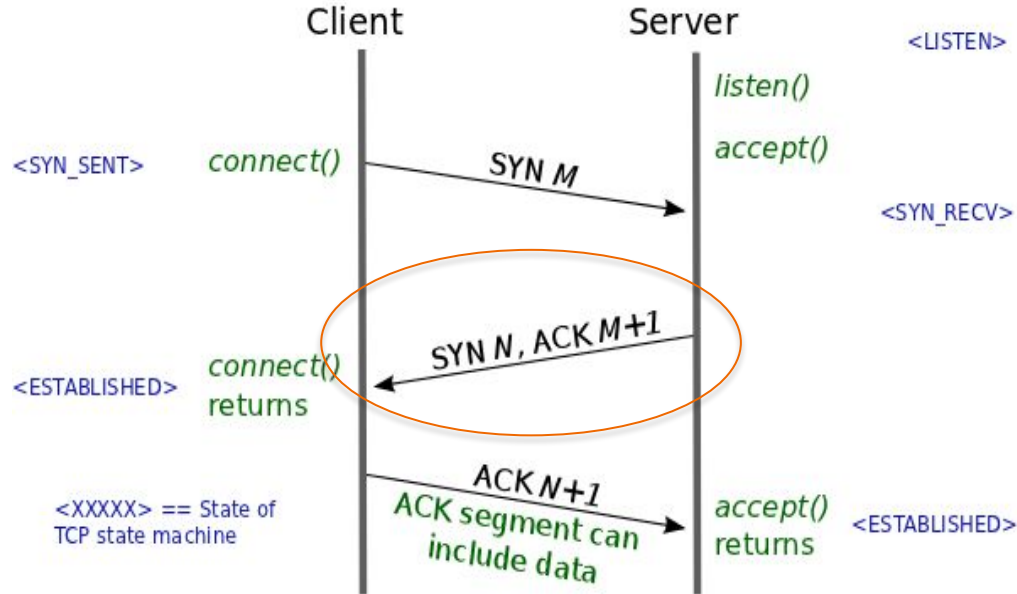 Client
Server
<LISTEN>
listen()
accept()
<SYN_SENT>
connect()
SYN M
<SYN_RECV>
SYN N, ACK M+1
connect()
returns
<ESTABLISHED>
ACK N+1
ACK segment can
include data
<XXXXX> == State of
TCP state machine
accept()
returns
<ESTABLISHED>